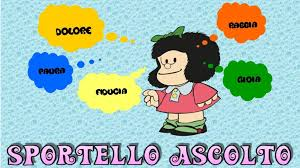 DOLORE
RABBIA
PAURA
GIOIA
FIDUCIA
SPORTELLO ASCOLTO